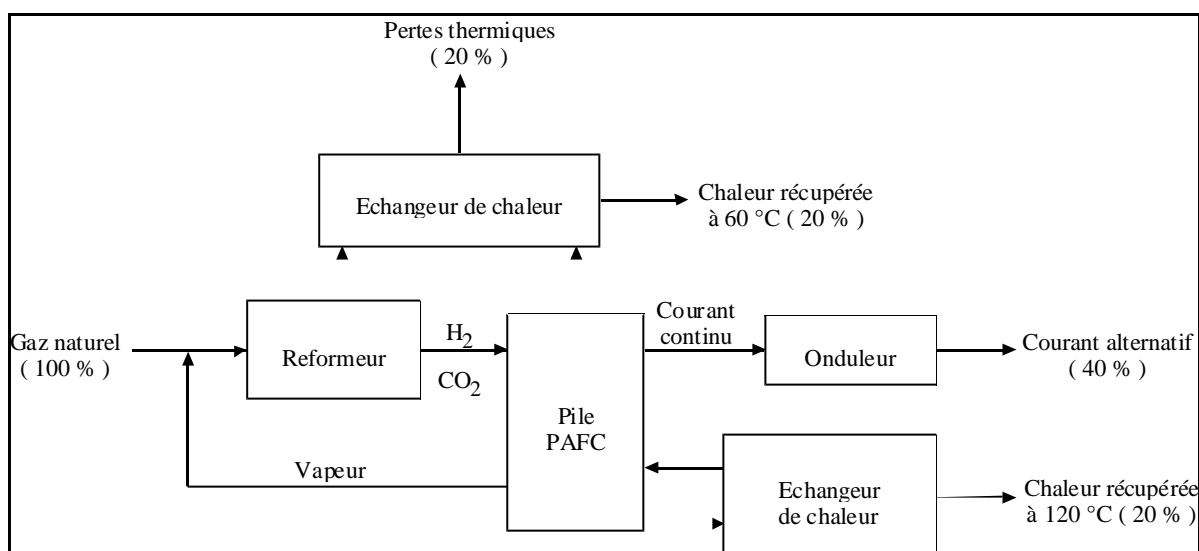 Pertes thermiques
( 20 % )
Echangeur de chaleur
Chaleur récupérée
à 60 °C ( 20 % )
Gaz naturel
( 100 % )
Reformeur
H2
CO2
Pile
PAFC
Courant
continu
Onduleur
Courant alternatif
( 40 % )
Vapeur
Echangeur
de chaleur
Chaleur récupérée
à 120 °C ( 20 % )